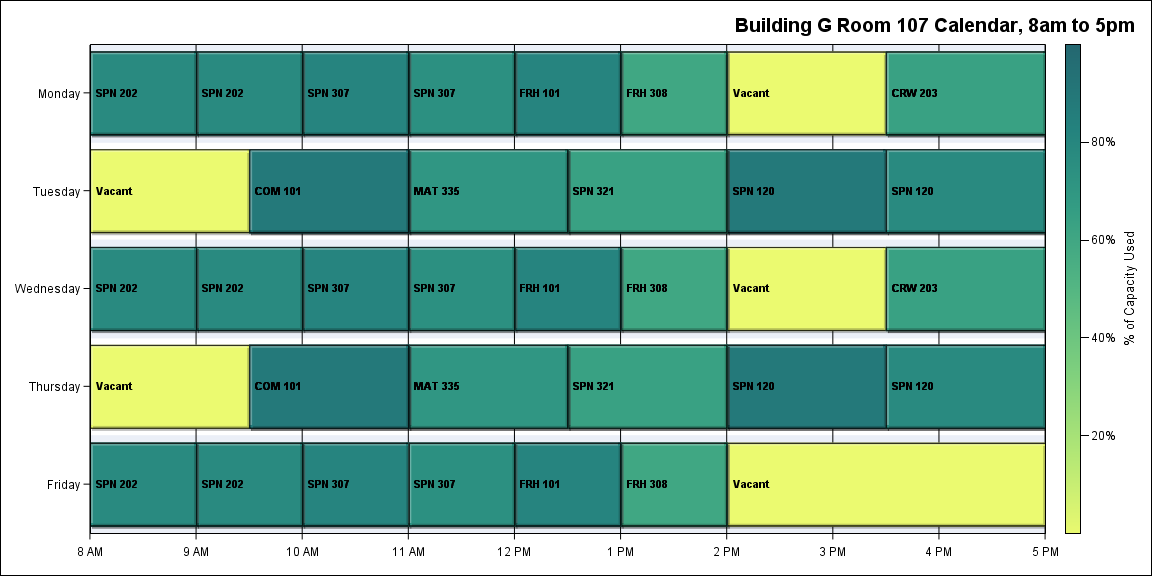 Building G Room 107 Calendar, 8am to 5pm
Monday
SPN 202
SPN 202
SPN 307
SPN 307
FRH 101
FRH 308
Vacant
CRW 203
Tuesday
Vacant
COM 101
MAT 335
SPN 321
SPN 120
SPN 120
Wednesday
SPN 202
SPN 202
SPN 307
SPN 307
FRH 101
FRH 308
Vacant
CRW 203
Thursday
Vacant
COM 101
MAT 335
SPN 321
SPN 120
SPN 120
Friday
SPN 202
SPN 202
SPN 307
SPN 307
FRH 101
FRH 308
Vacant
8 AM
9 AM
10 AM
11 AM
12 PM
1 PM
2 PM
3 PM
4 PM
5 PM
80%
60%
40%
20%
% of Capacity Used